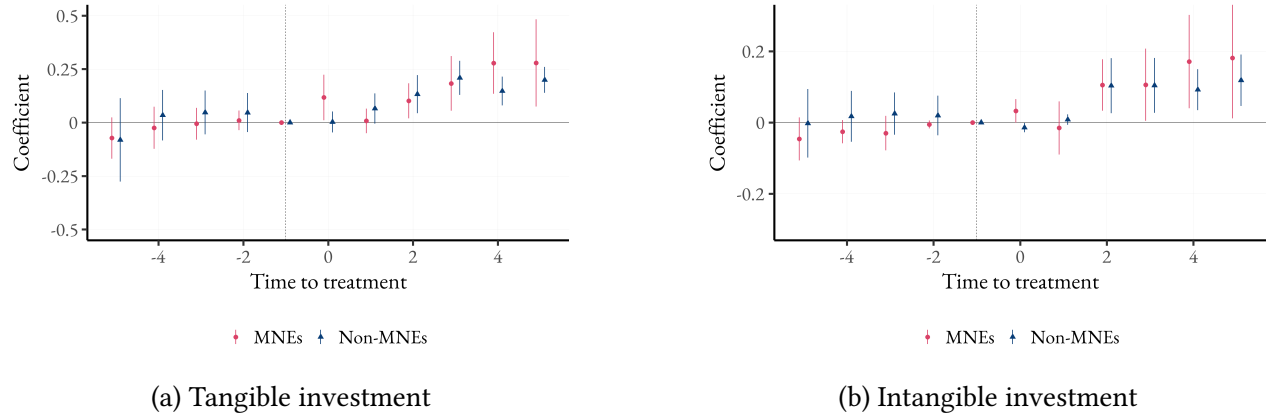 0.5
0.25
0
-0.25
-0.5
Coefficient
-4
-2
0
2
4
Time to treatment
MNEs
Non-MNEs
(a) Tangible investment
0.2
0
-0.2
Coefficient
-4
-2
0
2
4
Time to treatment
MNEs
Non-MNEs
(b) Intangible investment